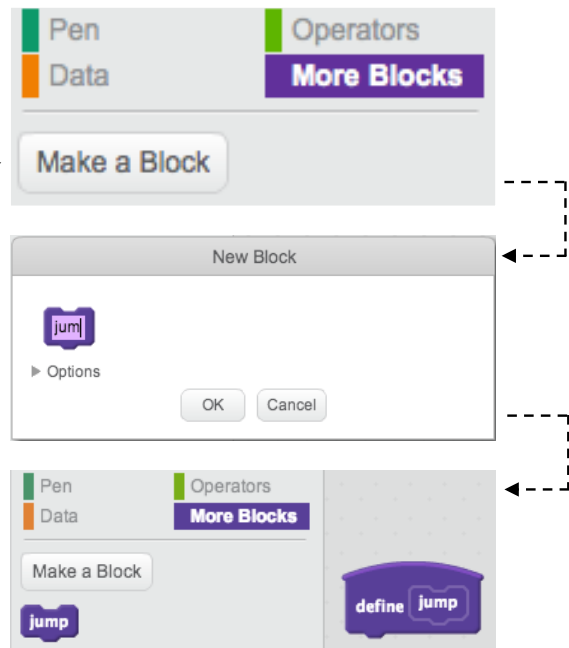 Pen Operators
Data More Blocks
Make a Block
New Block
jum
Options
OK Cancel
Pen Operators
Data More Blocks
Make a Block
jump
define jump